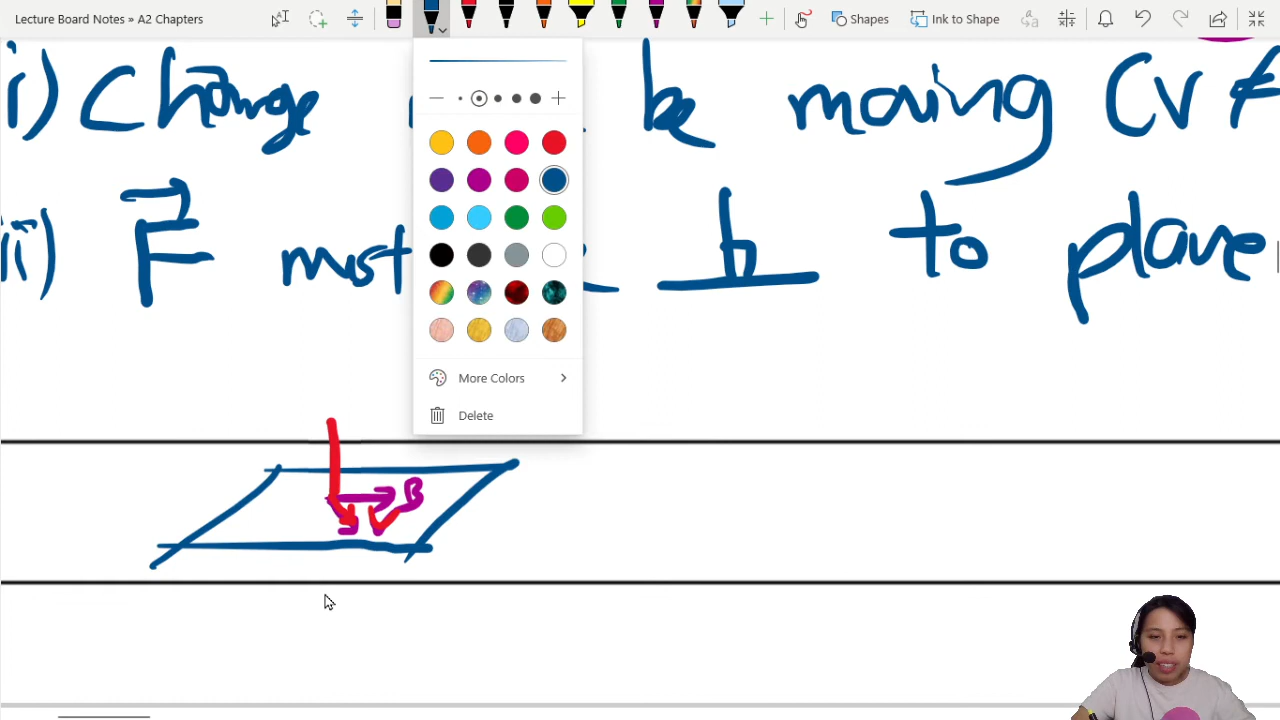 Lecture Board Notes » A2 Chapters
Shapes
Ink to Shape
i) Change be moving (v ≠
ii) F must ⊥ to plane
More Colors
Delete
B
v